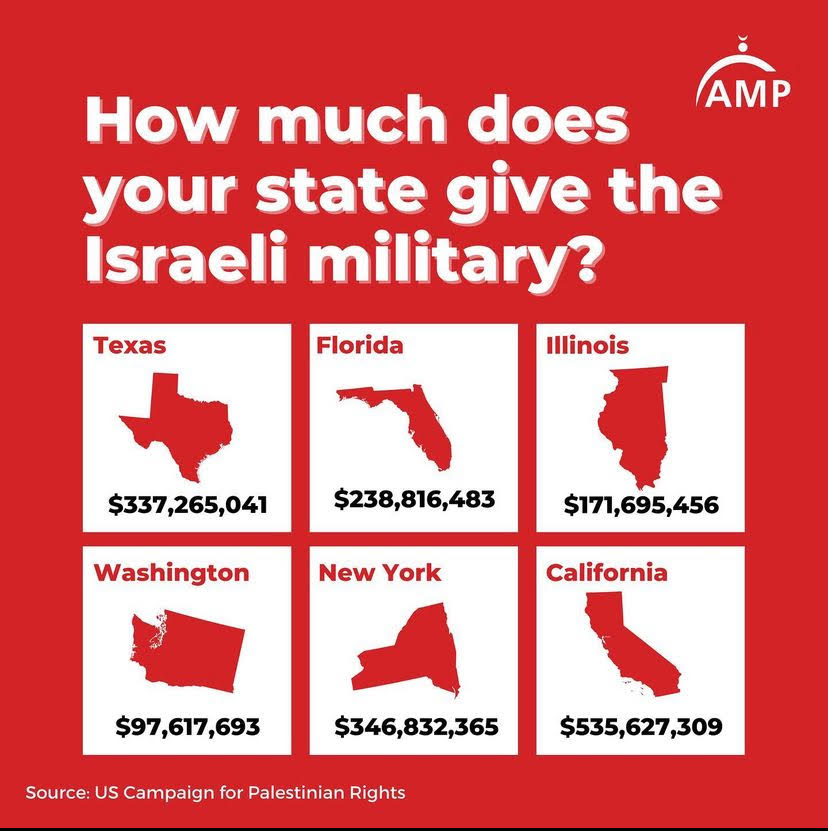 AMP
How much does
your state give the
Israeli military?
Texas
$337,265,041
Florida
$238,816,483
Illinois
$171,695,456
Washington
$97,617,693
New York
$346,832,365
California
$535,627,309
Source: US Campaign for Palestinian Rights